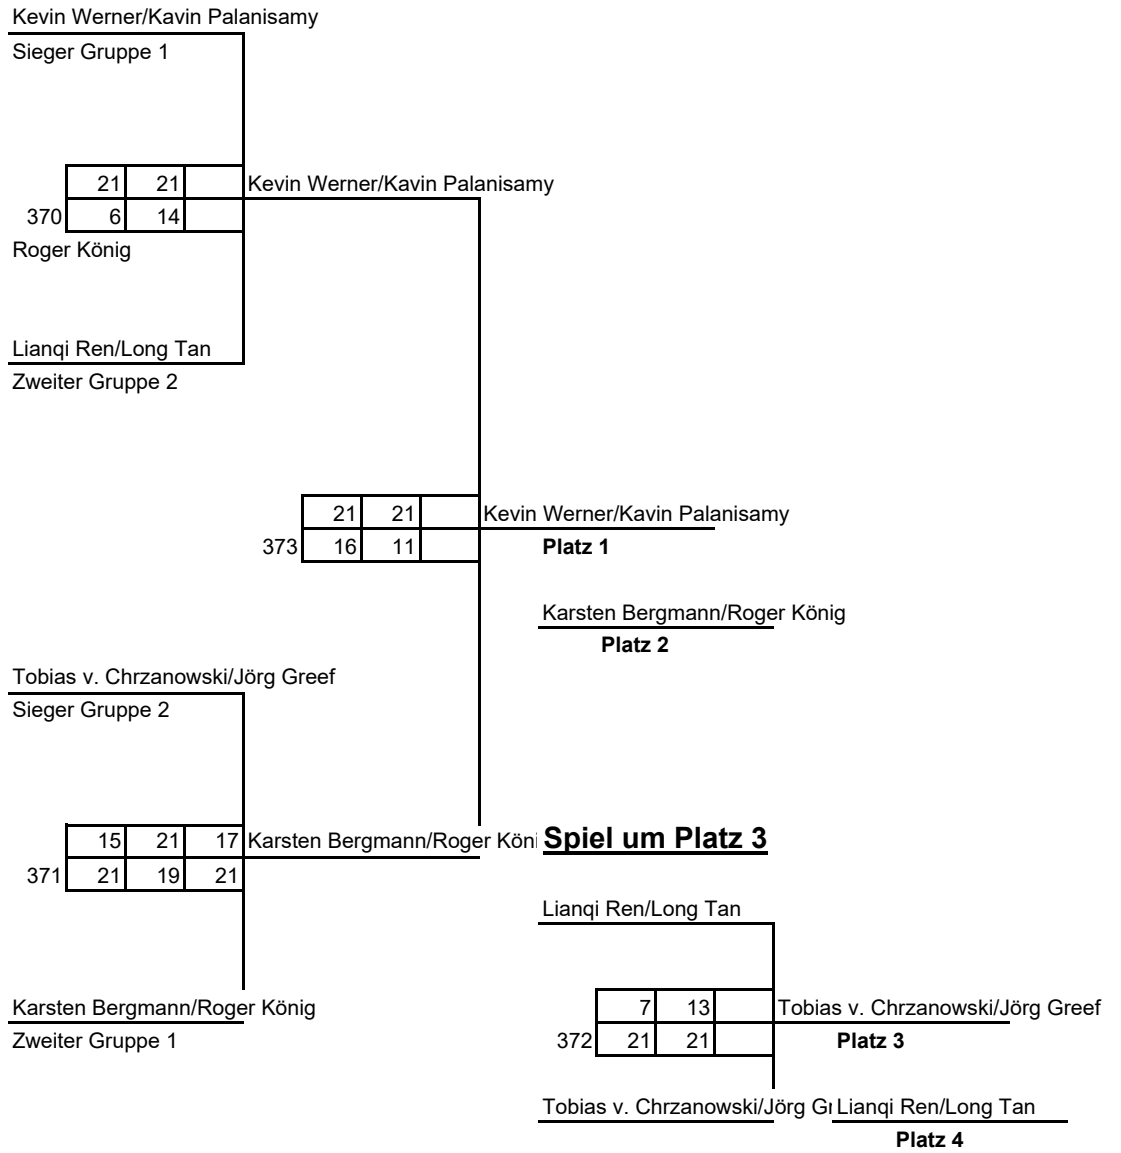 Kevin Werner/Kavin Palanisamy
Sieger Gruppe 1
21 21 Kevin Werner/Kavin Palanisamy
370 6 14
Roger König
Lianqi Ren/Long Tan
Zweiter Gruppe 2
21 21 Kevin Werner/Kavin Palanisamy
373 16 11 Platz 1
Karsten Bergmann/Roger König
Platz 2
Tobias v. Chrzanowski/Jörg Greef
Sieger Gruppe 2
15 21 17 Karsten Bergmann/Roger Köni Spiel um Platz 3
371 21 19 21
Lianqi Ren/Long Tan
Karsten Bergmann/Roger König 7 13 Tobias v. Chrzanowski/Jörg Greef
Zweiter Gruppe 1 372 21 21 Platz 3
Tobias v. Chrzanowski/Jörg Gr Lianqi Ren/Long Tan
Platz 4